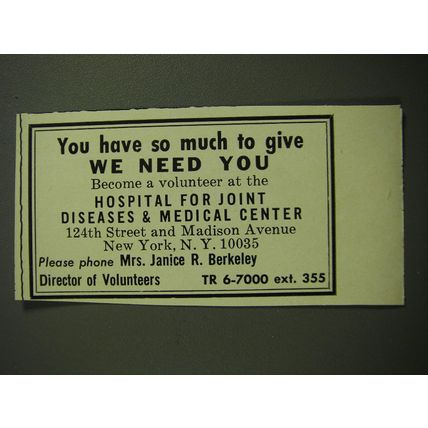 You have so much to give
WE NEED YOU
Become a volunteer at the
HOSPITAL FOR JOINT
DISEASES & MEDICAL CENTER
124th Street and Madison Avenue
New York, N. Y. 10035
Please phone Mrs. Janice R. Berkeley
Director of Volunteers TR 6-7000 ext. 355